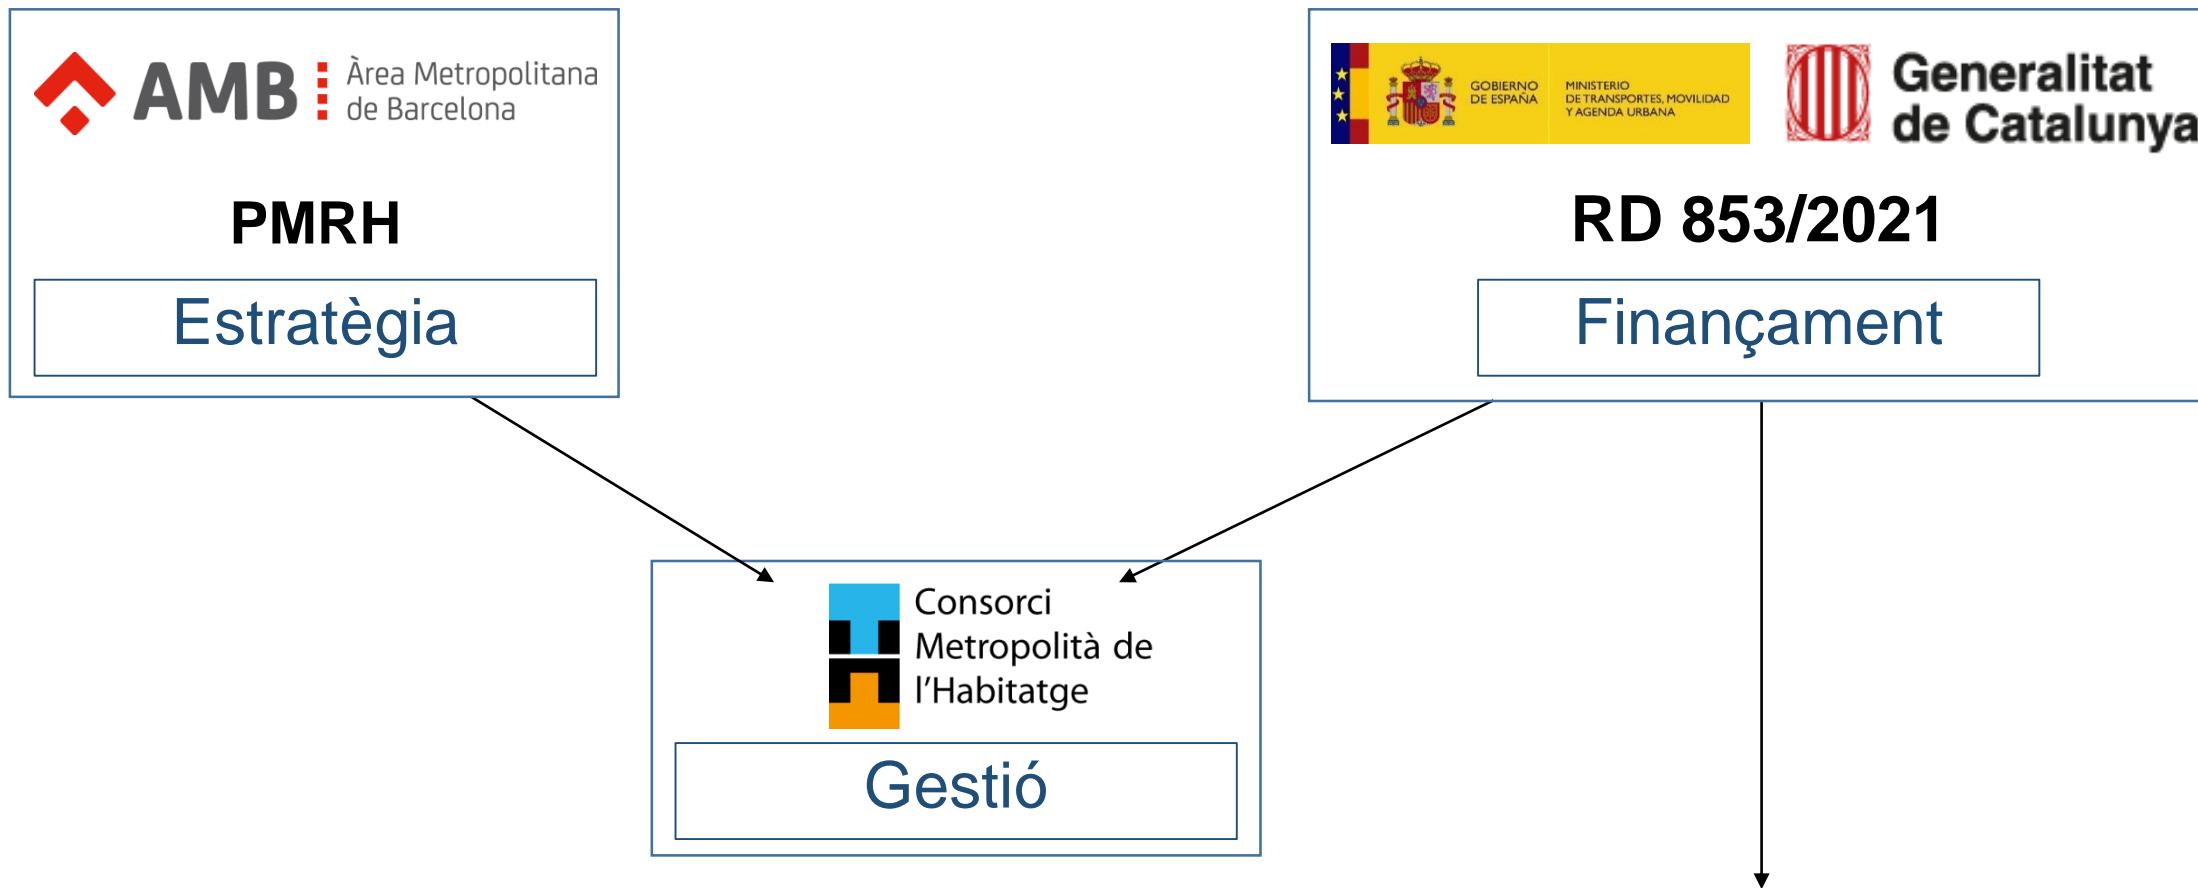 AMB
Àrea Metropolitana
de Barcelona
PMRH
Estratègia
GOBIERNO
DE ESPAÑA
MINISTERIO
DE TRANSPORTES, MOVILIDAD
Y AGENDA URBANA
Generalitat
de Catalunya
RD 853/2021
Finançament
Consorci
Metropolità de
l'Habitatge
Gestió